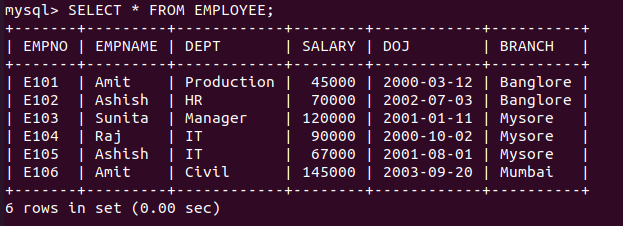 mysql> SELECT * FROM EMPLOYEE;
+-------+---------+------------+--------+------------+----------+
| EMPNO | EMPNAME | DEPT       | SALARY | DOJ        | BRANCH   |
+-------+---------+------------+--------+------------+----------+
| E101  | Amit    | Production |  45000 | 2000-03-12 | Banglore |
| E102  | Ashish  | HR         |  70000 | 2002-07-03 | Banglore |
| E103  | Sunita  | Manager    | 120000 | 2001-01-11 | Mysore   |
| E104  | Raj     | IT         |  90000 | 2000-10-02 | Mysore   |
| E105  | Ashish  | IT         |  67000 | 2001-08-01 | Mysore   |
| E106  | Amit    | Civil      | 145000 | 2003-09-20 | Mumbai   |
+-------+---------+------------+--------+------------+----------+
6 rows in set (0.00 sec)